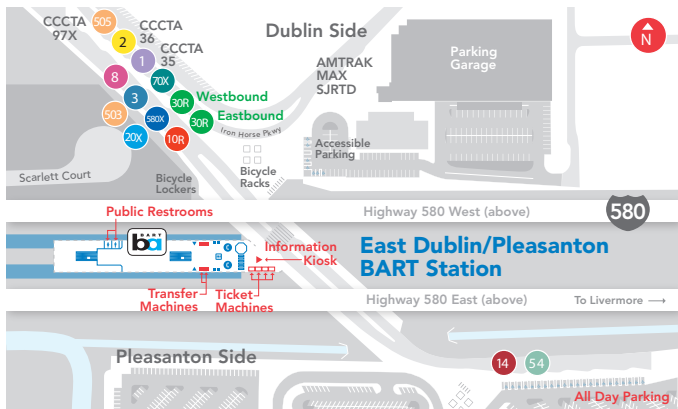 CCCTA
97X
505
CCCTA
36
2
CCCTA
35
1
8
70X
3
30R
Westbound
503
580X
30R
Eastbound
20X
10R
Iron Horse Pkwy
Dublin Side
AMTRAK
MAX
SJRTD
Parking
Garage
N
Accessible
Parking
Scarlett Court
Bicycle
Lockers
Bicycle
Racks
Public Restrooms
Highway 580 West (above)
580
BART
ba
Information
Kiosk
East Dublin/Pleasanton
BART Station
Transfer
Machines
Ticket
Machines
Highway 580 East (above)
To Livermore
Pleasanton Side
14
54
All Day Parking